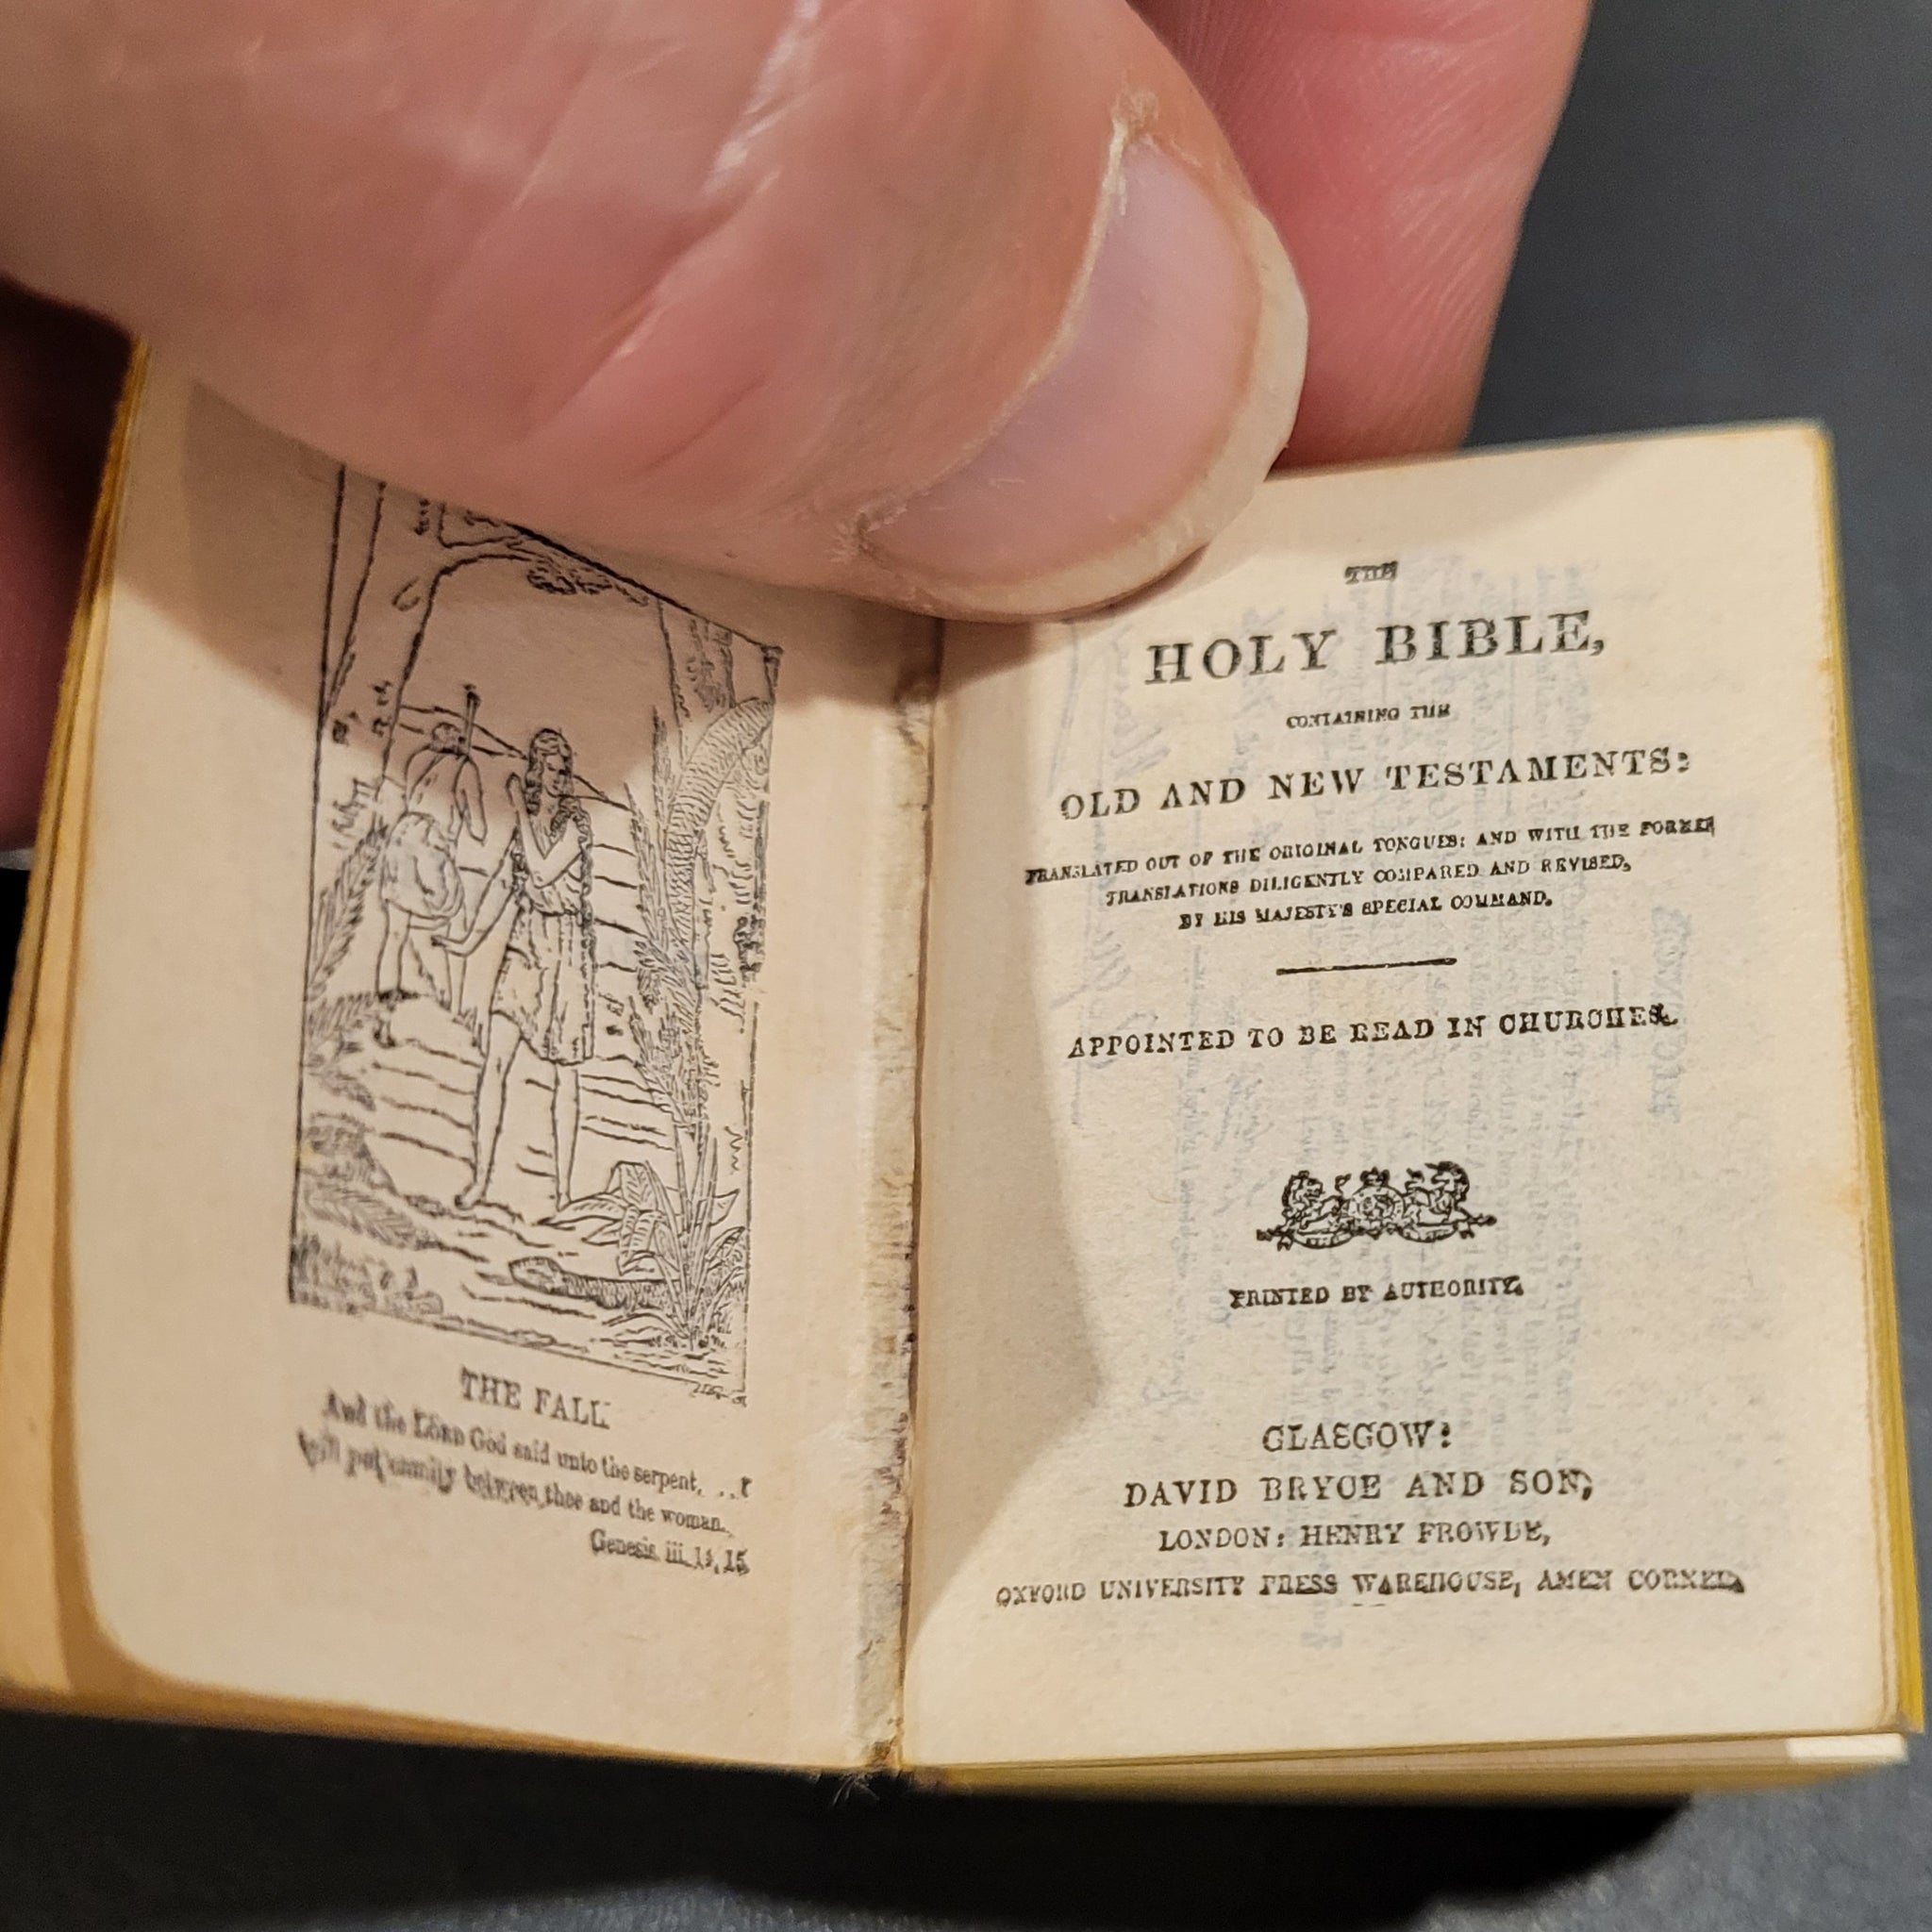 THE FALL
And the LORD God said unto the serpent, . . I
will put enmity between thee and the woman.
Genesis iii. 14, 15
THE
HOLY BIBLE,
CONTAINING THE
OLD AND NEW TESTAMENTS:
TRANSLATED OUT OF THE ORIGINAL TONGUES: AND WITH THE FORMER
TRANSLATIONS DILIGENTLY COMPARED AND REVISED,
BY HIS MAJESTY'S SPECIAL COMMAND.
APPOINTED TO BE READ IN CHURCHES.
PRINTED BY AUTHORITY.
GLASGOW:
DAVID BRYCE AND SON;
LONDON: HENRY FROWDE,
OXFORD UNIVERSITY PRESS WAREHOUSE, AMEN CORNER.